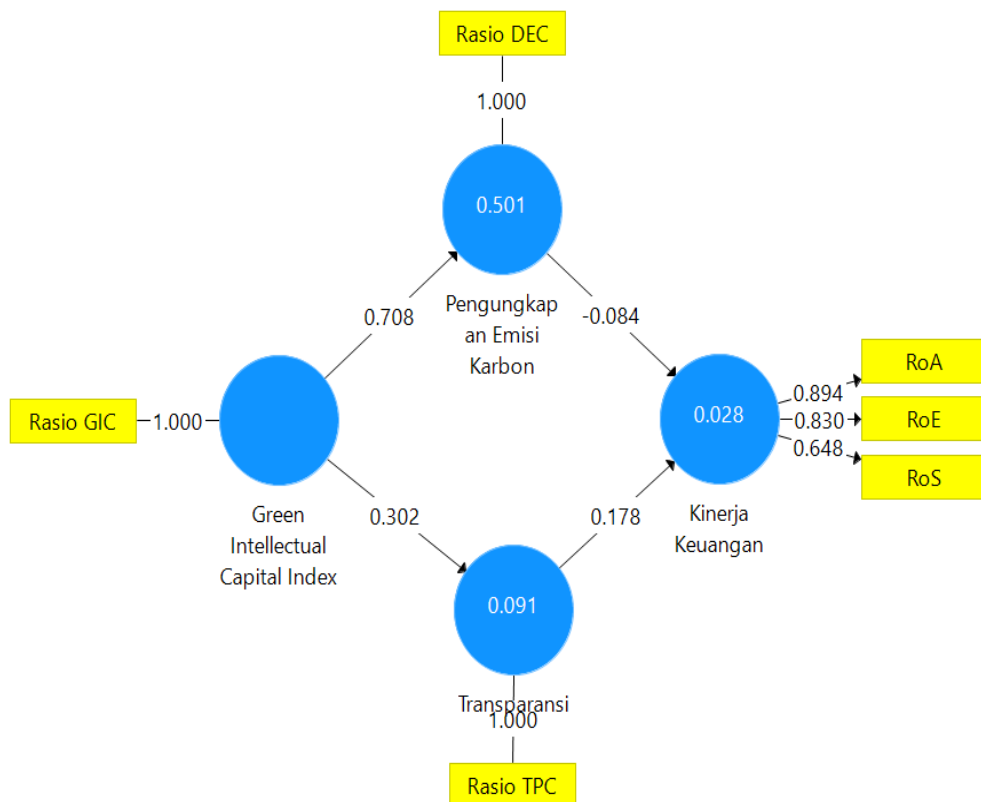 Rasio DEC
1.000
0.501
Pengungkap
an Emisi
Karbon
0.708
-0.084
Rasio GIC
1.000
Green
Intellectual
Capital Index
0.028
Kinerja
Keuangan
0.894
0.830
0.648
RoA
RoE
RoS
0.302
0.178
0.091
Transparansi
1.000
Rasio TPC